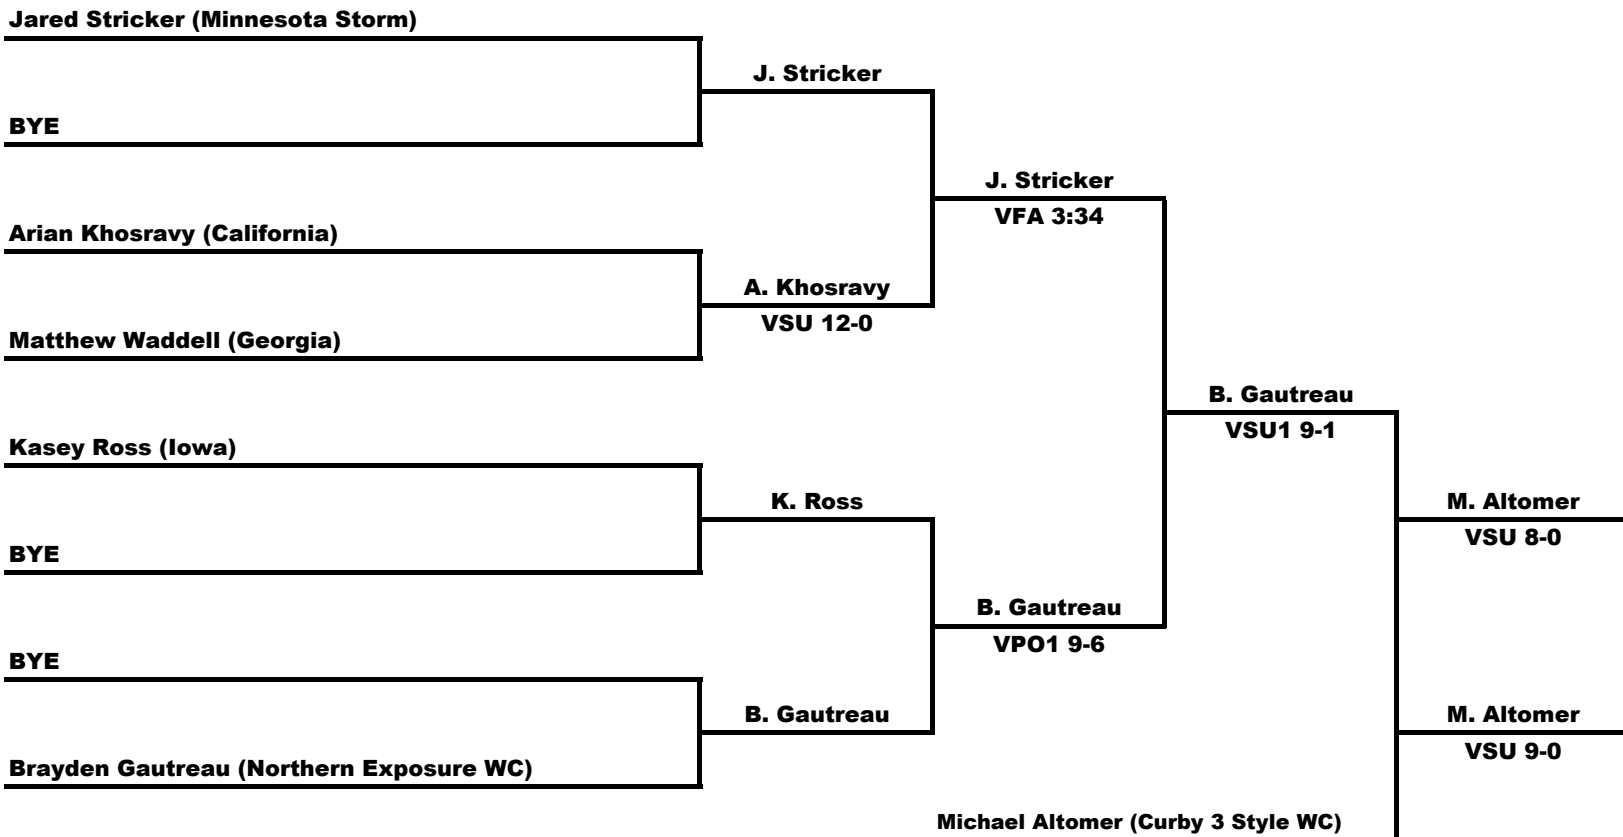 Jared Stricker (Minnesota Storm)
J. Stricker
BYE
J. Stricker
VFA 3:34
Arian Khosravy (California)
A. Khosravy
VSU 12-0
Matthew Waddell (Georgia)
B. Gautreau
VSU1 9-1
Kasey Ross (Iowa)
K. Ross
M. Altomer
VSU 8-0
BYE
B. Gautreau
VPO1 9-6
BYE
B. Gautreau
M. Altomer
VSU 9-0
Brayden Gautreau (Northern Exposure WC)
Michael Altomer (Curby 3 Style WC)